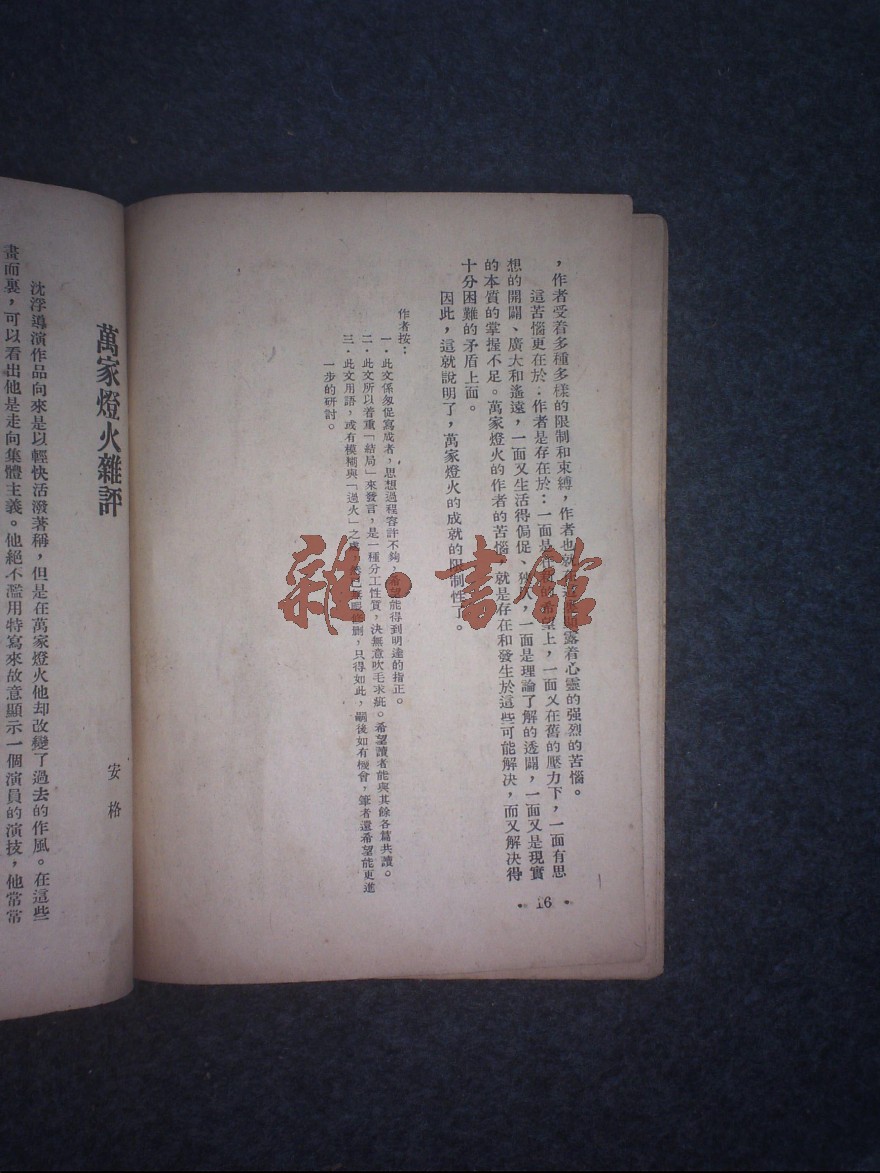 ，作者受着多種多樣的限制和束縛，作者也就露着心靈的强烈的苦惱。
這苦惱更在於：作者是存在於：一面是希望上，一面又在舊的壓力下，一面有思
想的開闊、廣大和遙遠，一面又生活得侷促、一面是理論了解的透闢，一面又是現實
的本質的掌握不足。萬家燈火的作者的苦惱，就是存在和發生於這些可能解決，而又解決得
十分困難的矛盾上面。
因此，這就說明了，萬家燈火的成就的限制性了。
作者按：
一．此文係匆促寫成者，思想過程容許不夠，希望能得到明達的指正。
二．此文所以着重「結局」來發言，是一種分工性質，決無意吹毛求疵。希望讀者能與其餘各篇共讀。
三．此文用語，或有模糊與「過火」之處，删，只得如此，嗣後如有機會，筆者還希望能更進
一步的研討。
• 16 •
雜·書館
萬家燈火雜評
安格
沈浮導演作品向來是以輕快活潑著稱，但是在萬家燈火他却改變了過去的作風。在這些
畫面裏，可以看出他是走向集體主義。他絕不濫用特寫來故意顯示一個演員的演技，他常常